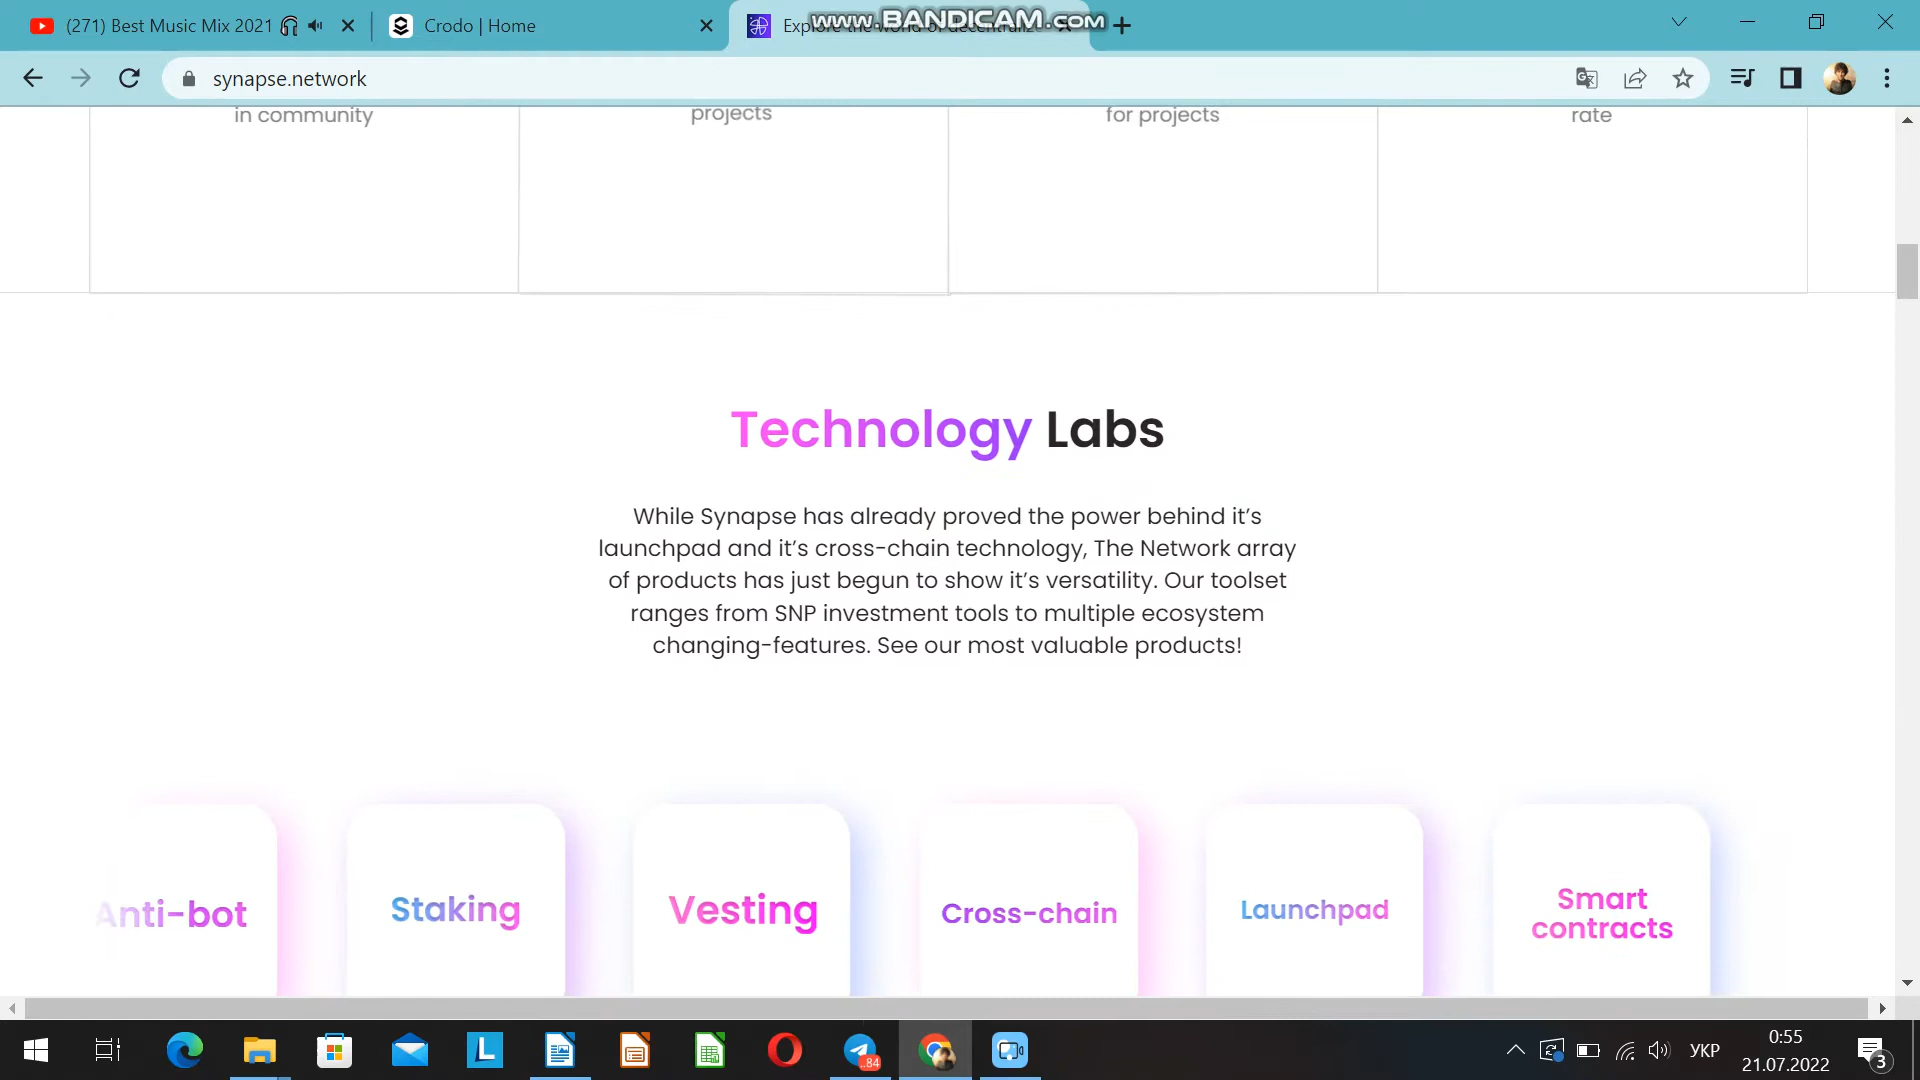 (271) Best Music Mix 2021
Crodo | Home
Explore the world of decentraliz
www.BANDICAM.com
synapse.network
in community
projects
for projects
rate
Technology Labs
While Synapse has already proved the power behind it’s
launchpad and it’s cross-chain technology, The Network array
of products has just begun to show it’s versatility. Our toolset
ranges from SNP investment tools to multiple ecosystem
changing-features. See our most valuable products!
Anti-bot
Staking
Vesting
Cross-chain
Launchpad
Smart
contracts
L
..84
УКР
0:55
21.07.2022
3